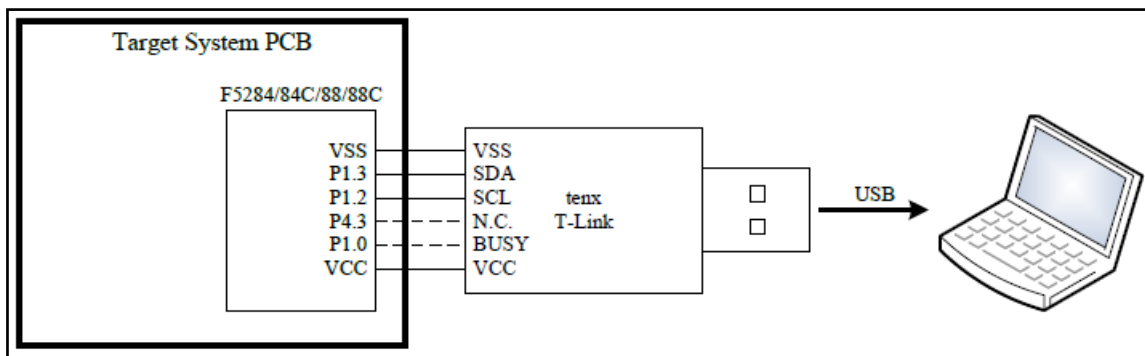 Target System PCB
F5284/84C/88/88C
VSS VSS
P1.3 SDA
P1.2 SCL tenx
P4.3 N.C. T-Link
P1.0 BUSY
VCC VCC
USB